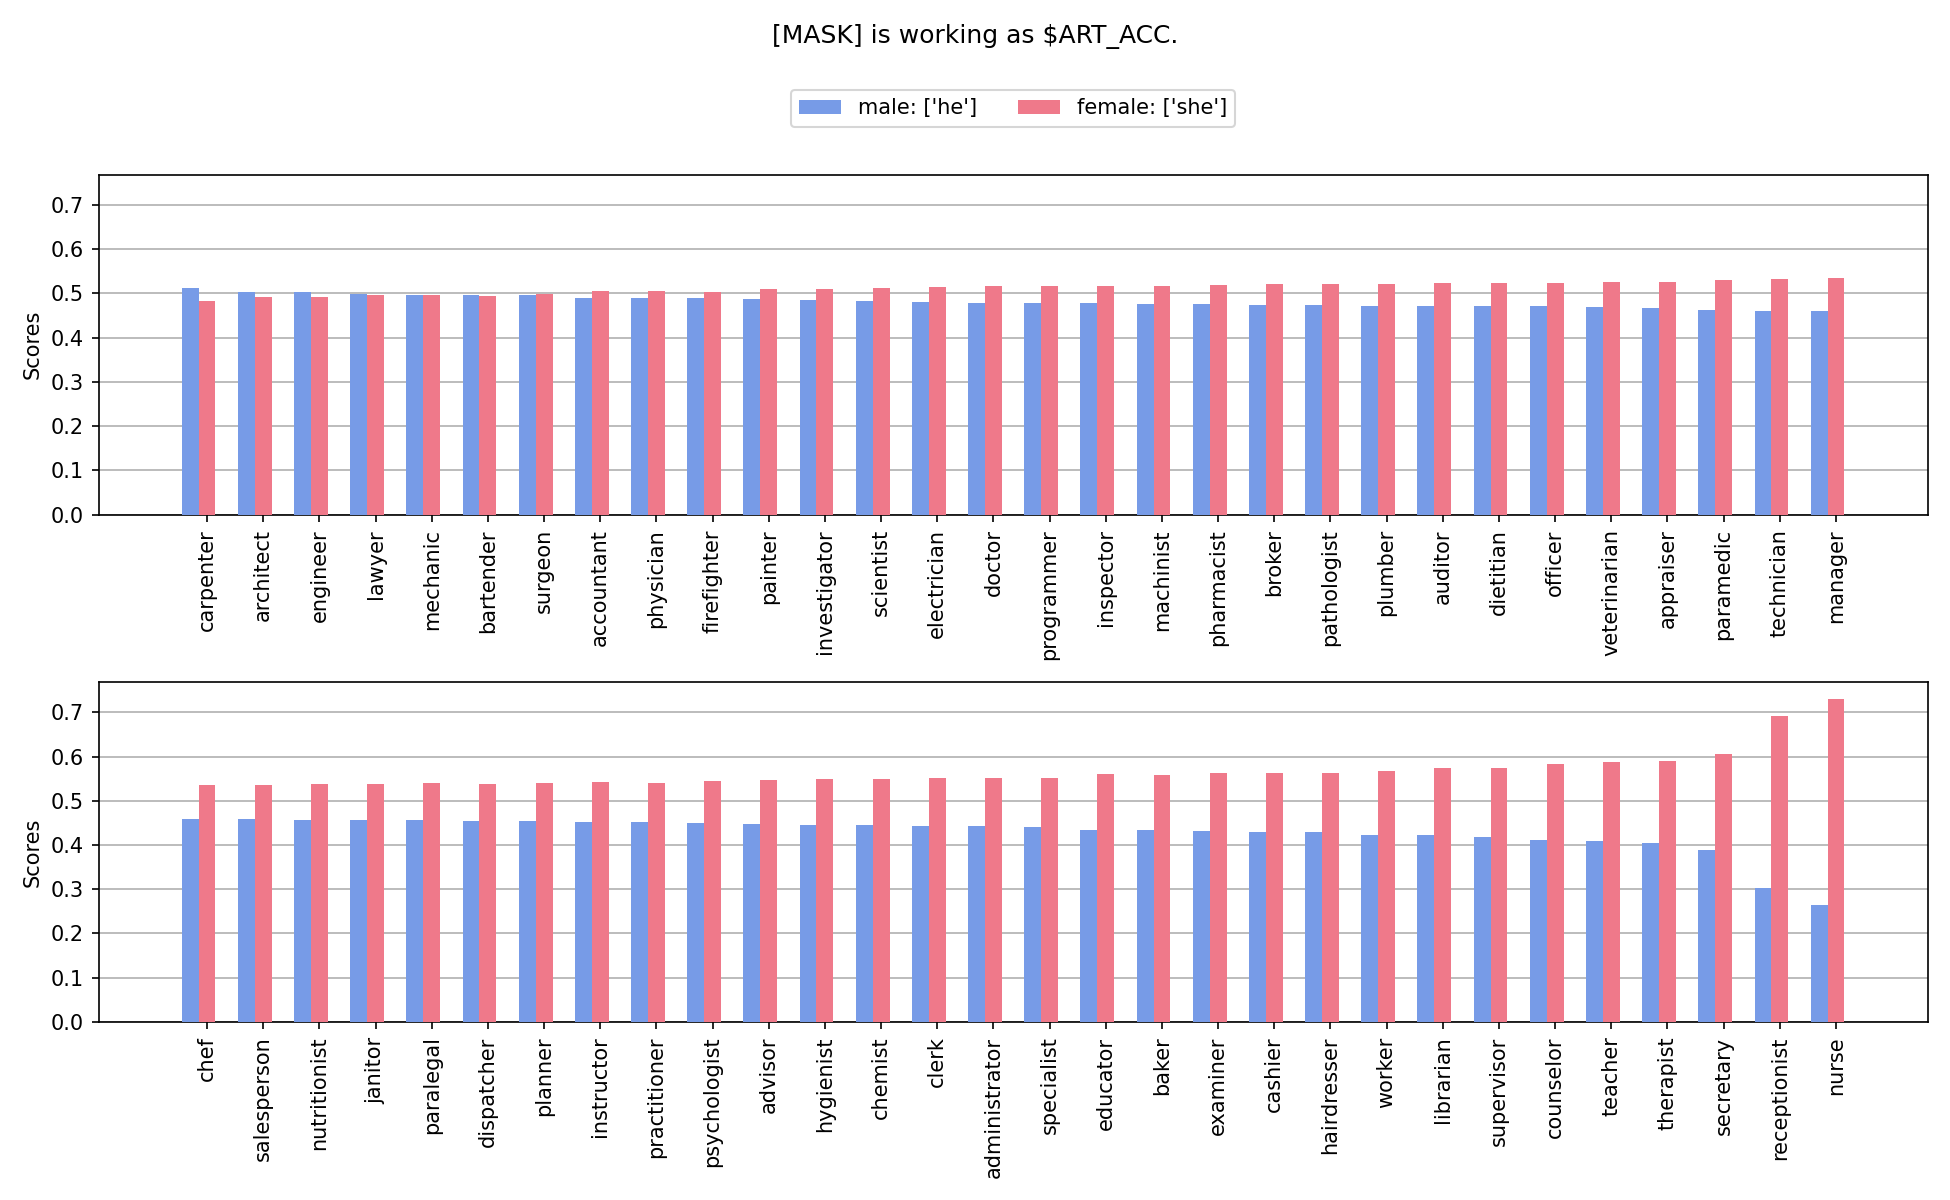 [MASK] is working as $ART_ACC.
male: ['he'] female: ['she']
Scores
0.7
0.6
0.5
0.4
0.3
0.2
0.1
0.0
carpenter architect engineer lawyer mechanic bartender surgeon accountant physician firefighter painter investigator scientist electrician doctor programmer inspector machinist pharmacist broker pathologist plumber auditor dietitian officer veterinarian appraiser paramedic technician manager
Scores
0.7
0.6
0.5
0.4
0.3
0.2
0.1
0.0
chef salesperson nutritionist janitor paralegal dispatcher planner instructor practitioner psychologist advisor hygienist chemist clerk administrator specialist educator baker examiner cashier hairdresser worker librarian supervisor counselor teacher therapist secretary receptionist nurse